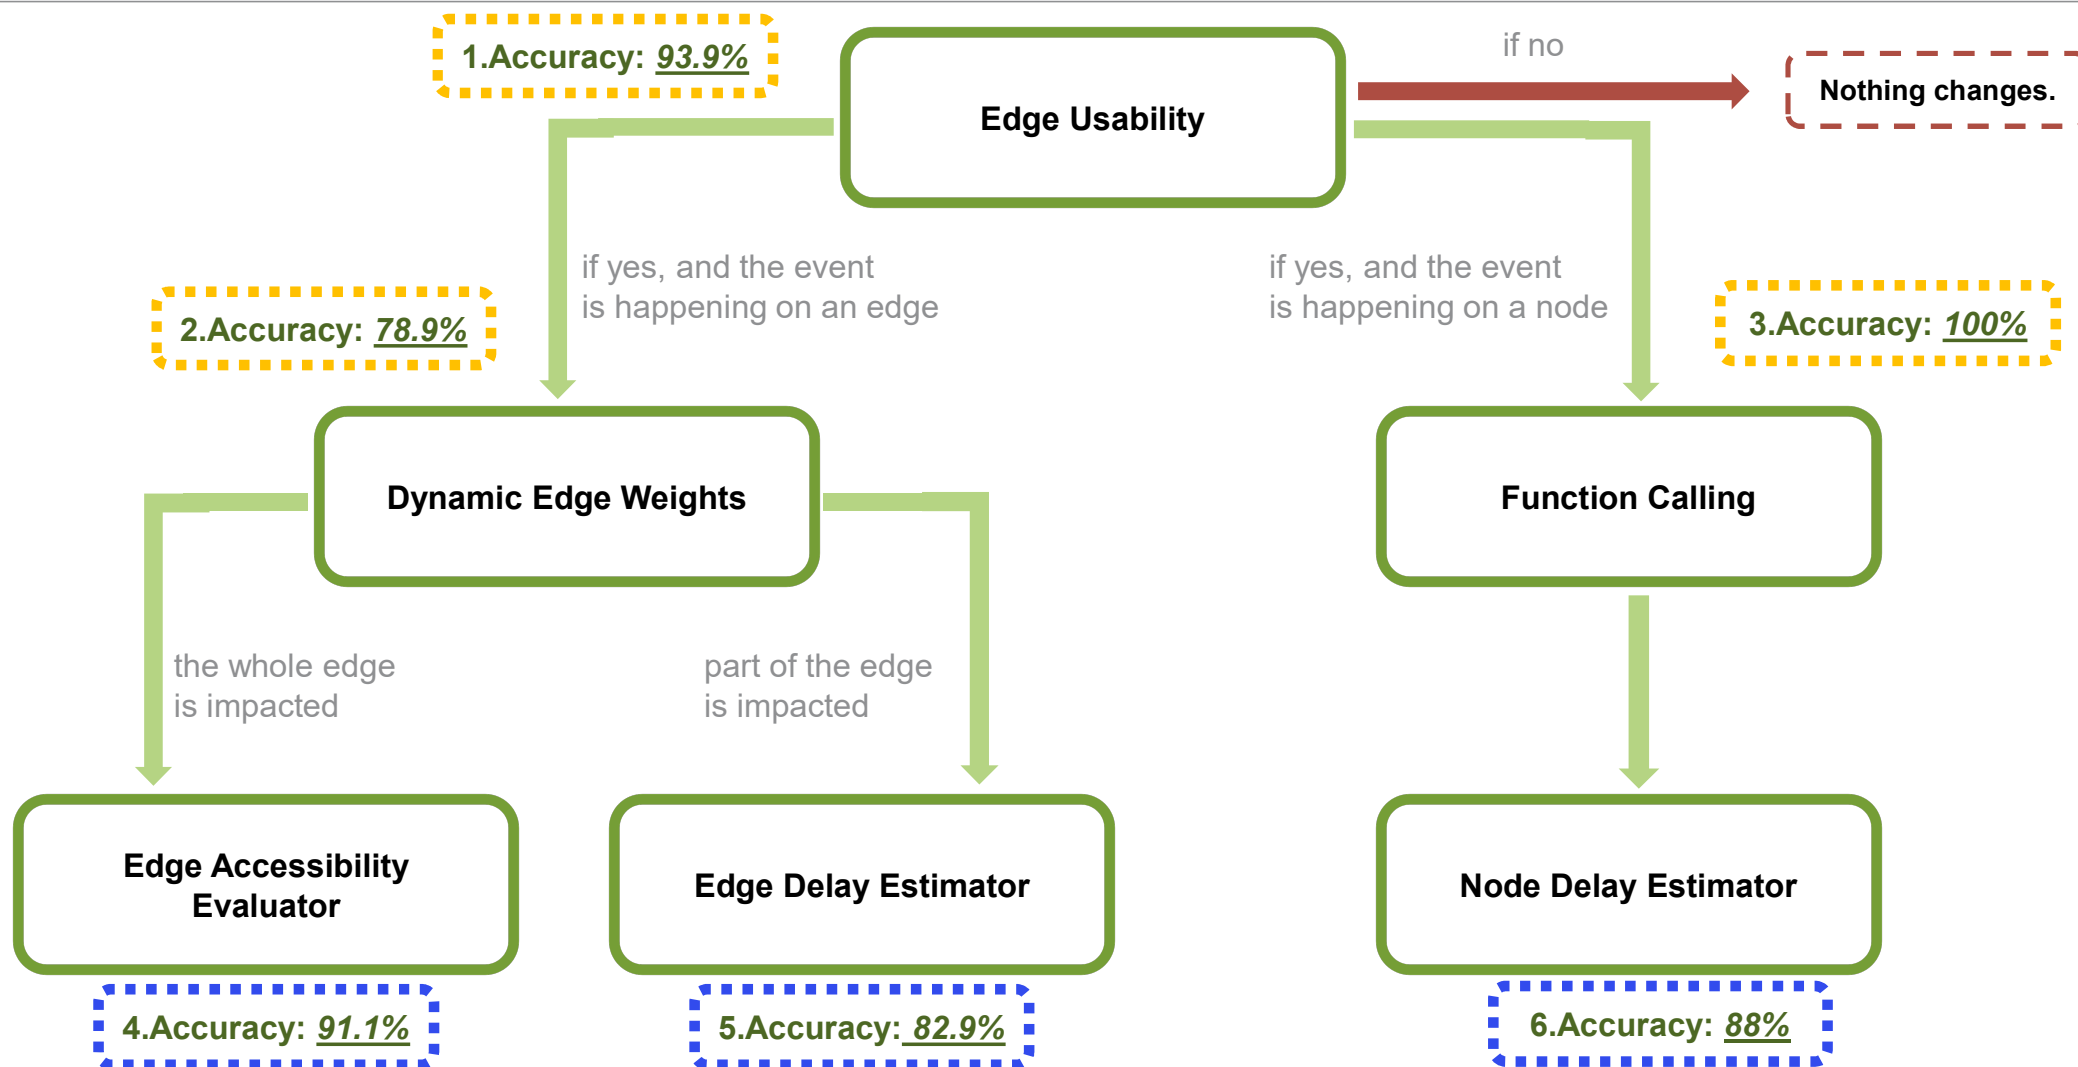 1.Accuracy: 93.9%
Edge Usability
if no
Nothing changes.
if yes, and the event
is happening on an edge
if yes, and the event
is happening on a node
2.Accuracy: 78.9%
3.Accuracy: 100%
Dynamic Edge Weights
Function Calling
the whole edge
is impacted
part of the edge
is impacted
Edge Accessibility
Evaluator
Edge Delay Estimator
Node Delay Estimator
4.Accuracy: 91.1%
5.Accuracy: 82.9%
6.Accuracy: 88%